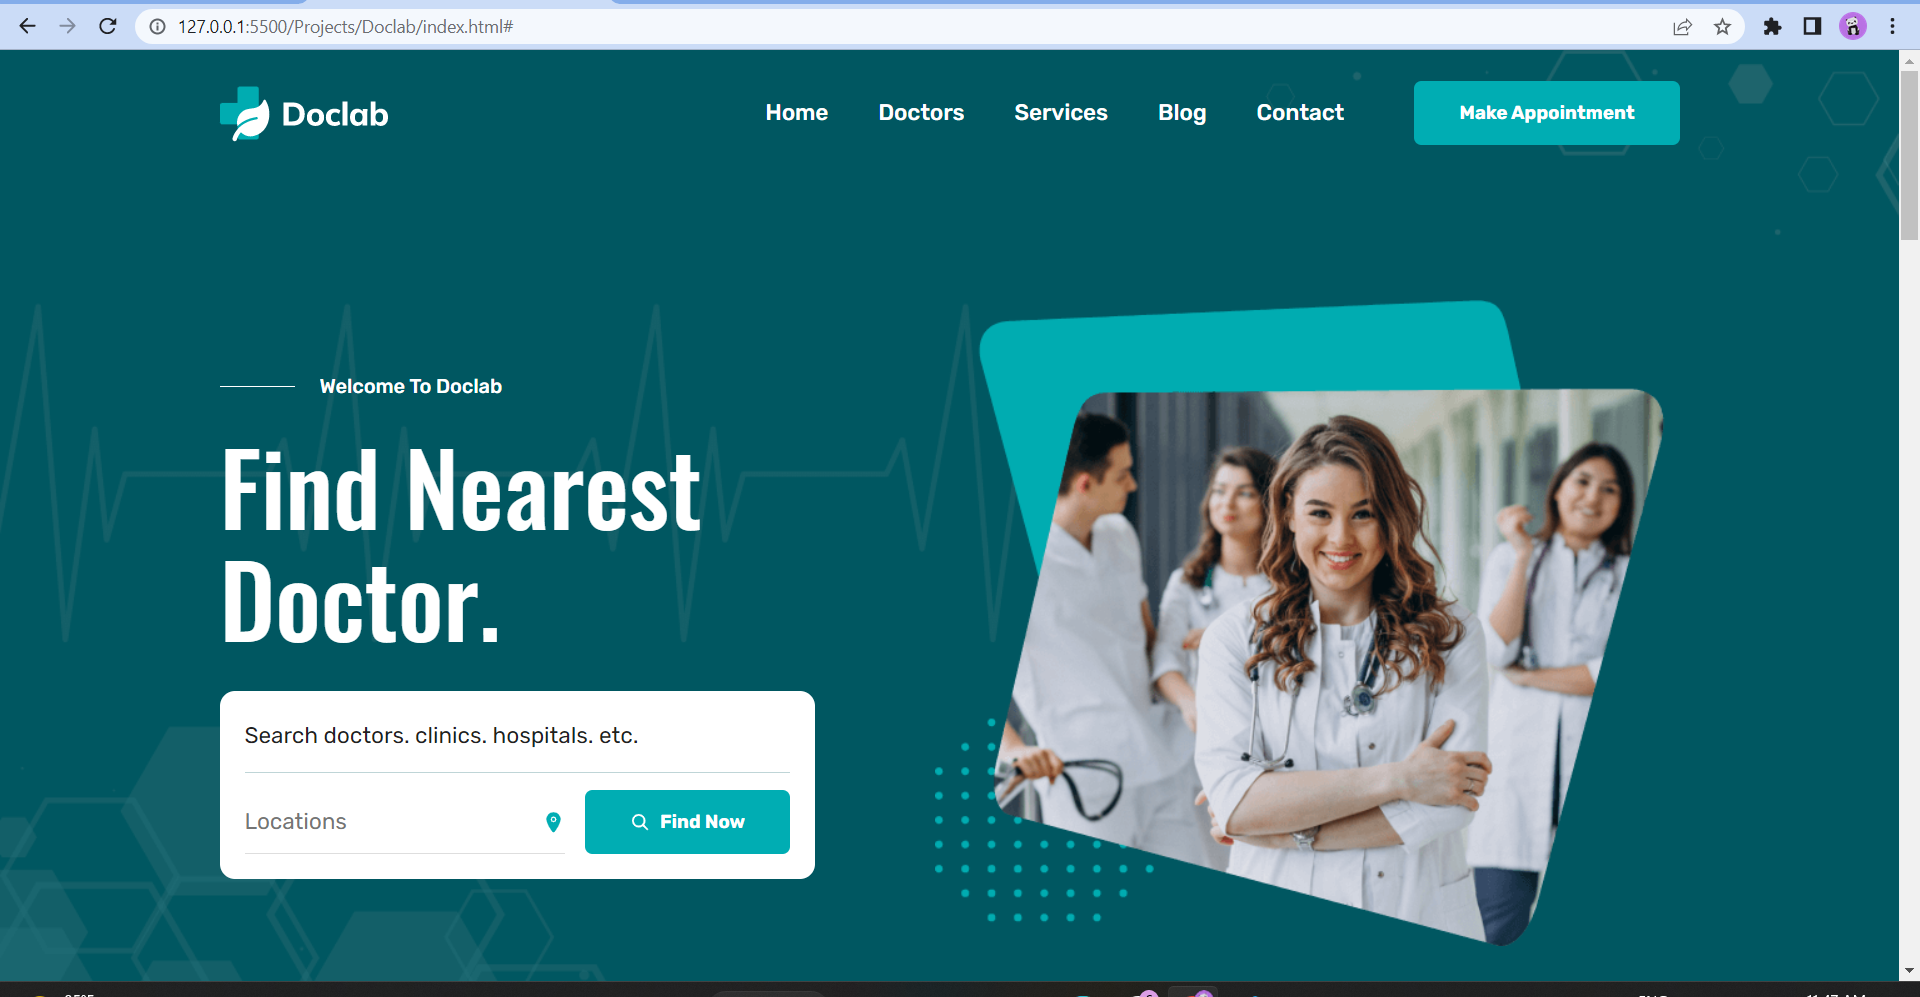 127.0.0.1:5500/Projects/Doclab/index.html#
Doclab
Home
Doctors
Services
Blog
Contact
Make Appointment
Welcome To Doclab
Find Nearest
Doctor.
Search doctors. clinics. hospitals. etc.
Locations
Find Now